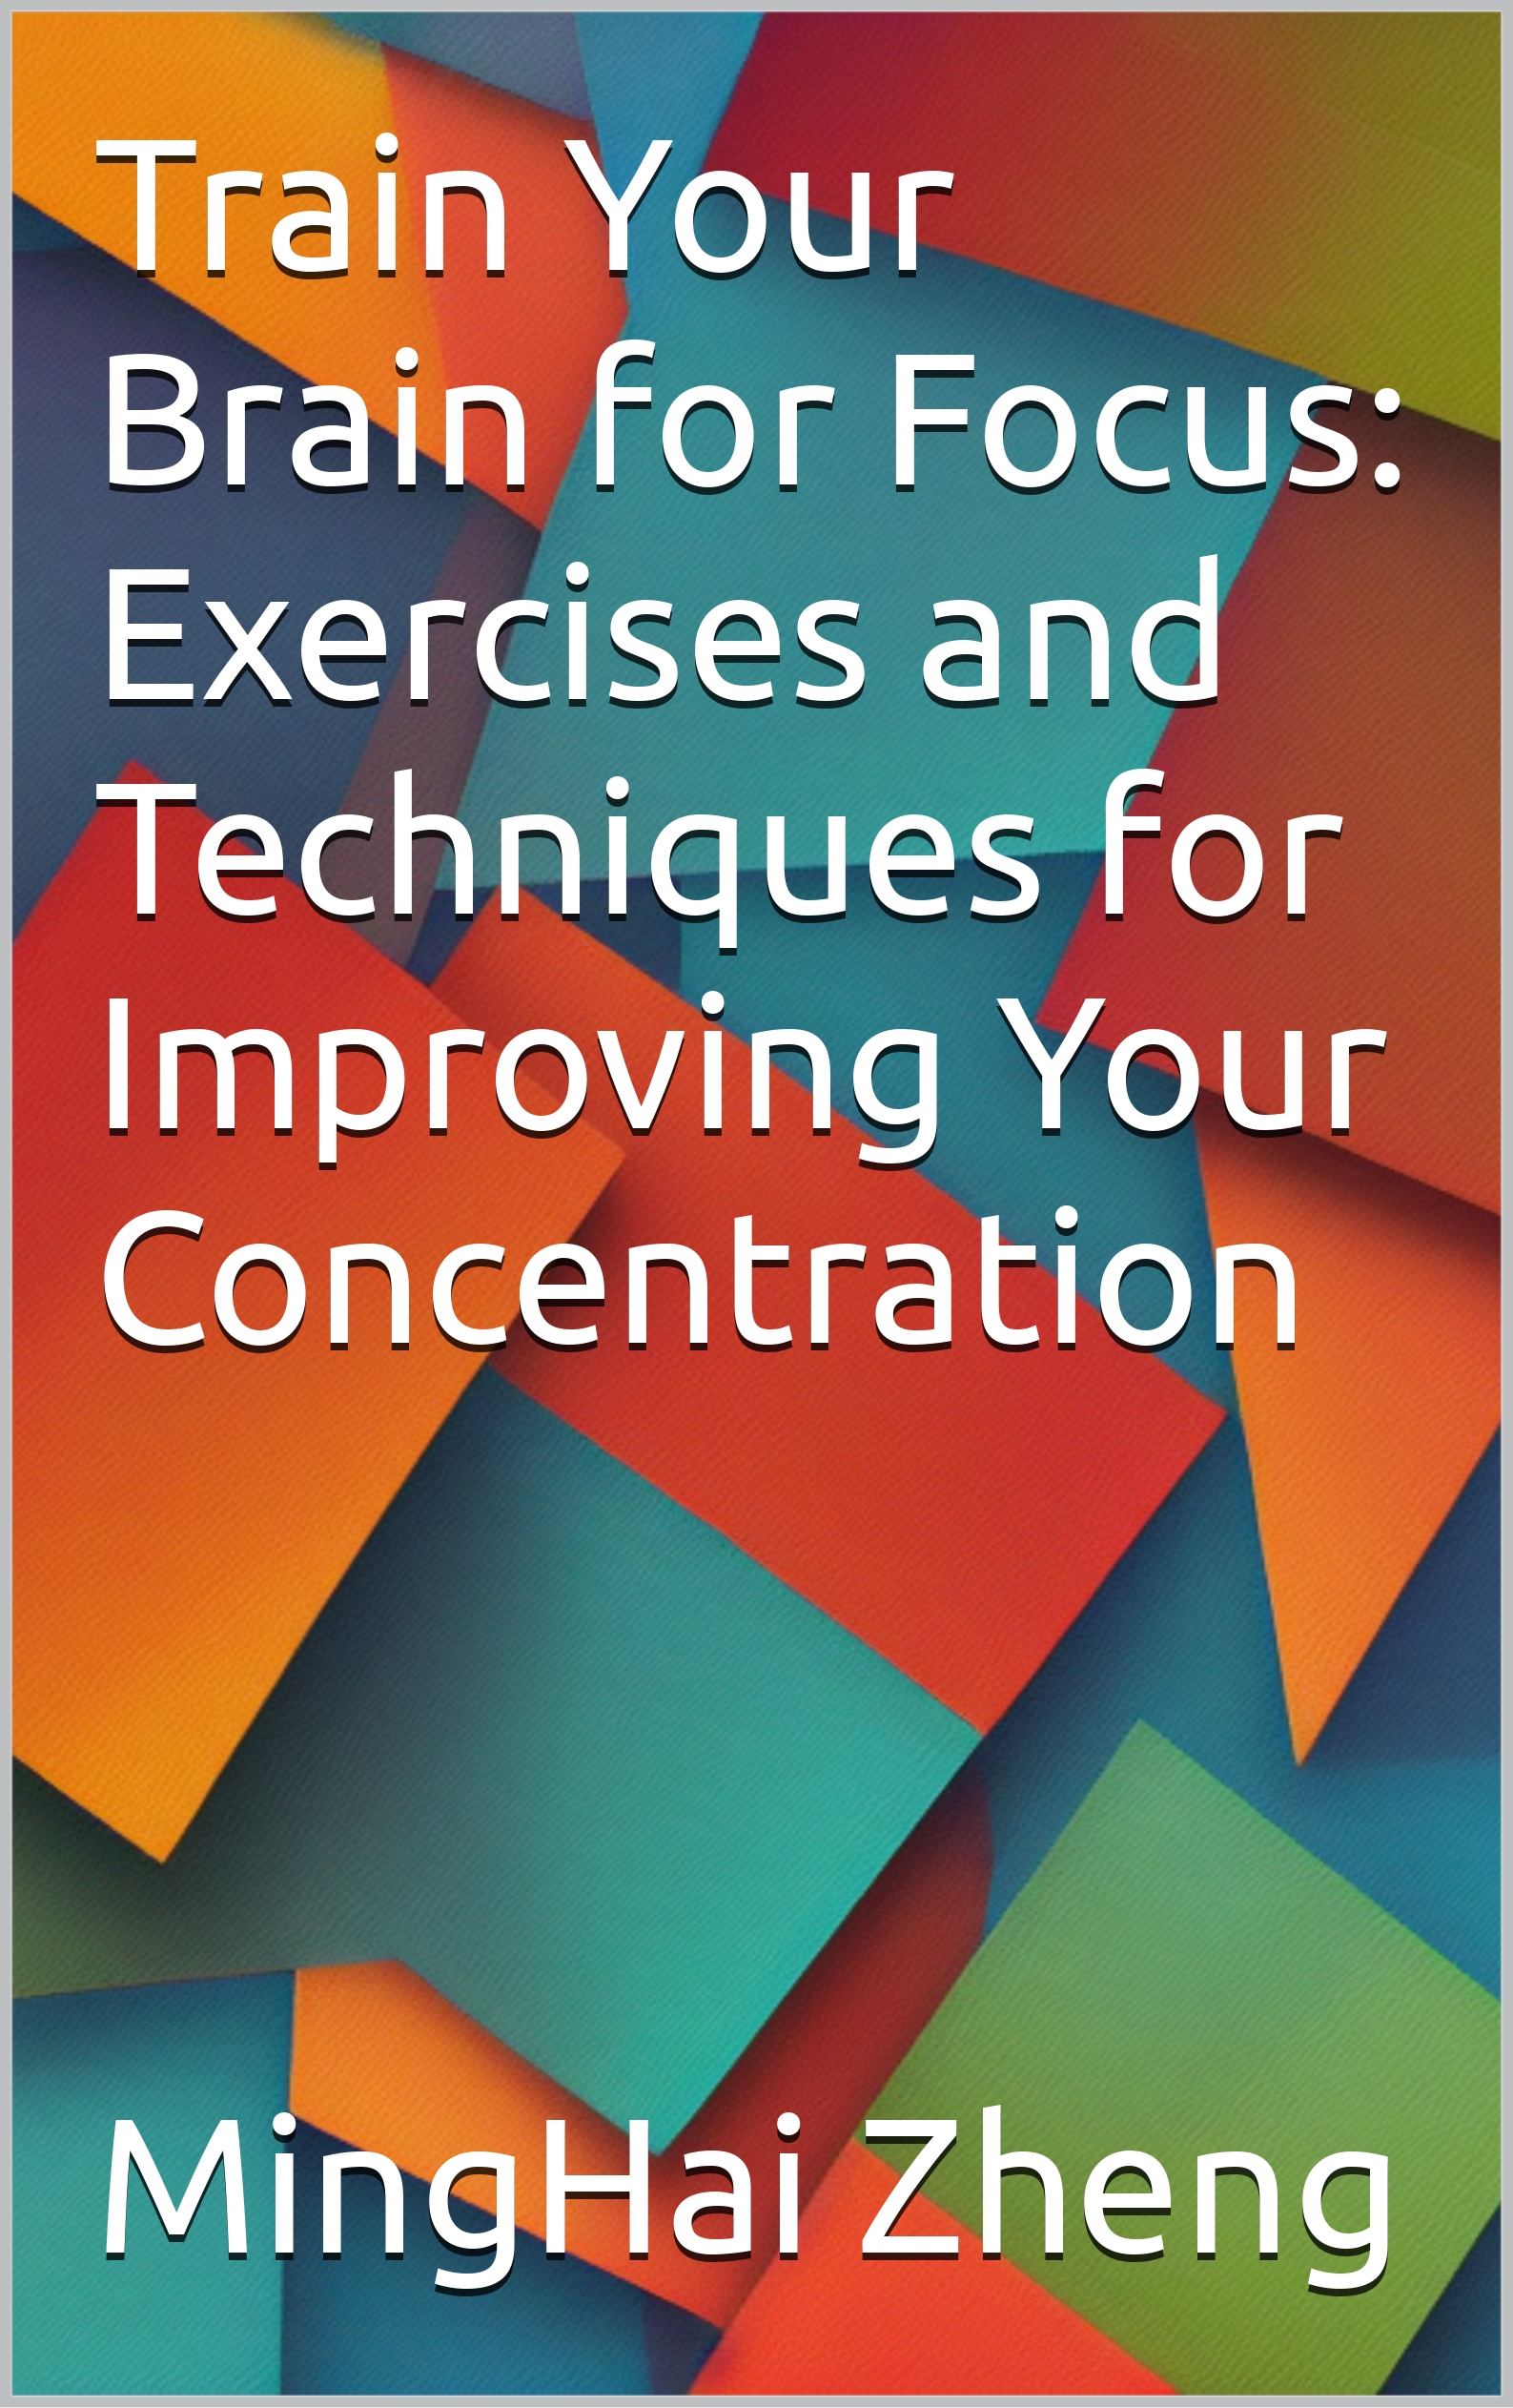 Train Your
Brain for Focus:
Exercises and
Techniques for
Improving Your
Concentration
MingHai Zheng